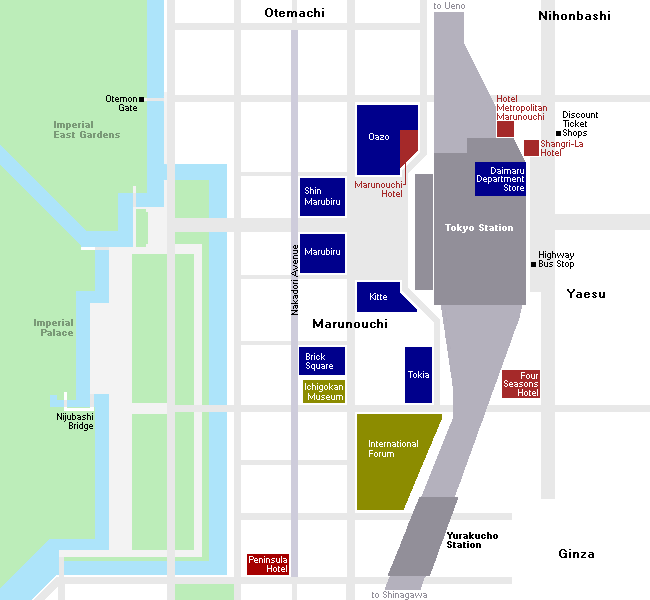 to Ueno
Otemachi
Nihonbashi
Otemon
Gate
Hotel
Metropolitan
Marunouchi
Discount
Ticket
Shops
Imperial
East Gardens
Oazo
Shangri-La
Hotel
Marunouchi
Hotel
Daimaru
Department
Store
Shin
Marubiru
Tokyo Station
Marubiru
Nakadori Avenue
Highway
Bus Stop
Kitte
Yaesu
Imperial
Palace
Marunouchi
Brick
Square
Tokia
Four
Seasons
Hotel
Ichigokan
Museum
Nijubashi
Bridge
International
Forum
Yurakucho
Station
Ginza
Peninsula
Hotel
to Shinagawa